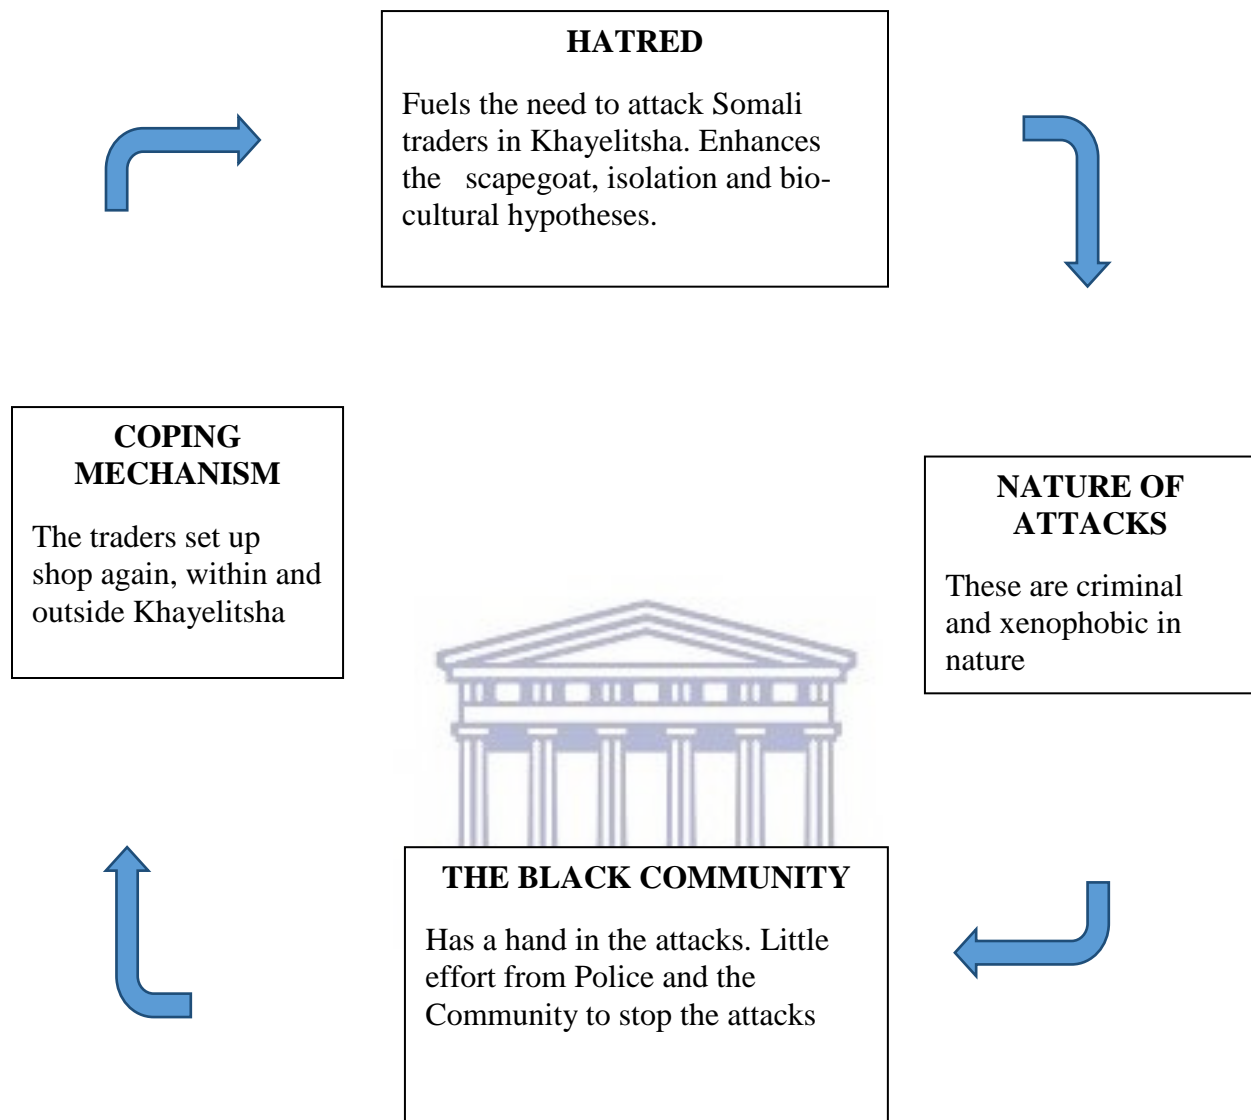 HATRED
Fuels the need to attack Somali
traders in Khayelitsha. Enhances
the scapegoat, isolation and bio-
cultural hypotheses.
COPING
MECHANISM
The traders set up
shop again, within and
outside Khayelitsha
NATURE OF
ATTACKS
These are criminal
and xenophobic in
nature
THE BLACK COMMUNITY
Has a hand in the attacks. Little
effort from Police and the
Community to stop the attacks